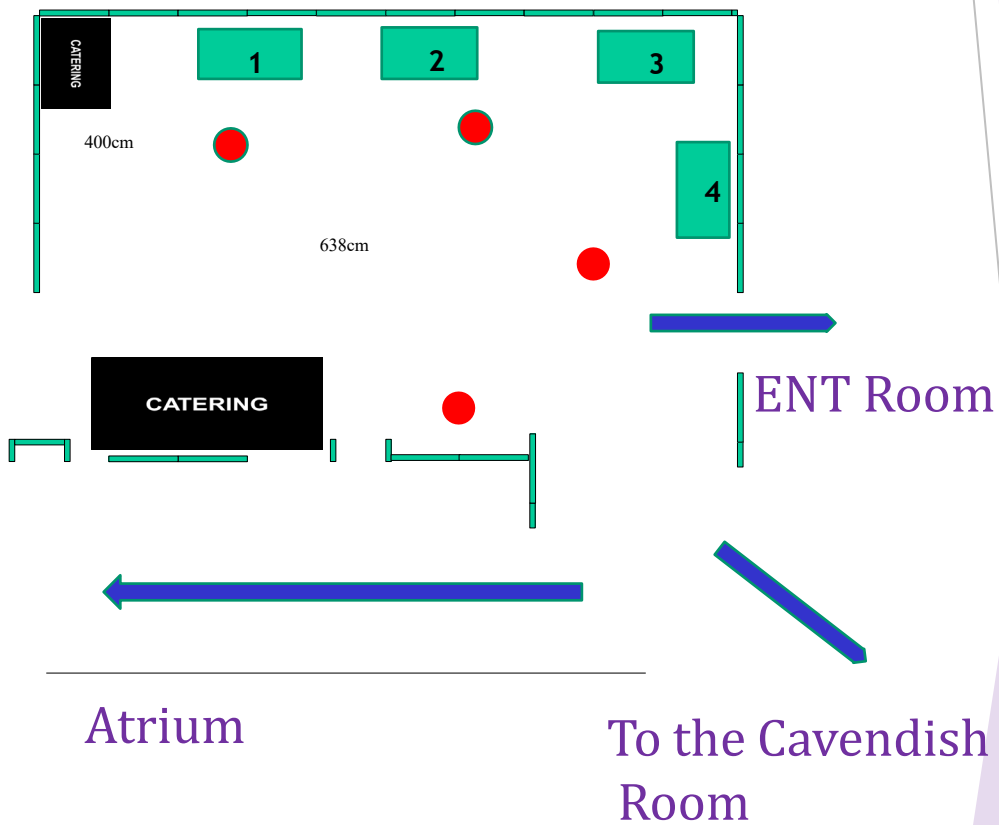 CATERING
1
2
3
400cm
4
638cm
CATERING
ENT Room
Atrium
To the Cavendish
Room